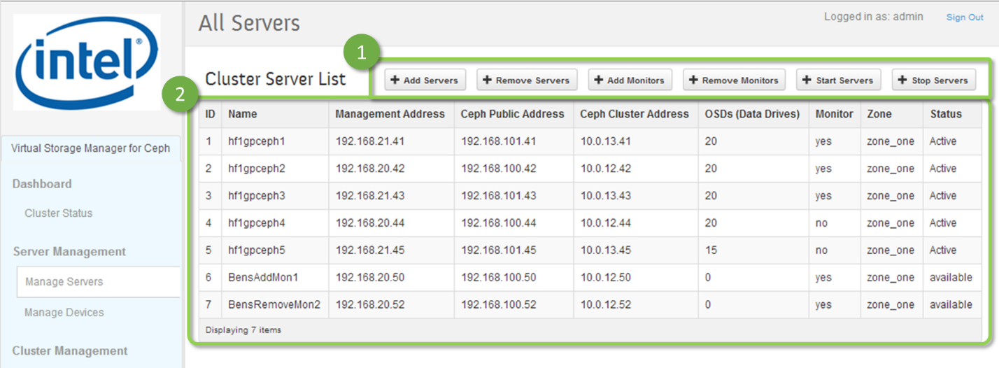 All Servers
Logged in as: admin Sign Out
intel®
1
Cluster Server List
+ Add Servers + Remove Servers + Add Monitors + Remove Monitors + Start Servers + Stop Servers
2
ID Name Management Address Ceph Public Address Ceph Cluster Address OSDs (Data Drives) Monitor Zone Status
1 hf1gpceph1 192.168.21.41 192.168.101.41 10.0.13.41 20 yes zone_one Active
2 hf1gpceph2 192.168.20.42 192.168.100.42 10.0.12.42 20 yes zone_one Active
3 hf1gpceph3 192.168.21.43 192.168.101.43 10.0.13.43 20 yes zone_one Active
4 hf1gpceph4 192.168.20.44 192.168.100.44 10.0.12.44 20 no zone_one Active
5 hf1gpceph5 192.168.21.45 192.168.101.45 10.0.13.45 15 no zone_one Active
6 BensAddMon1 192.168.20.50 192.168.100.50 10.0.12.50 0 yes zone_one available
7 BensRemoveMon2 192.168.20.52 192.168.100.52 10.0.12.52 0 yes zone_one available
Displaying 7 items
Virtual Storage Manager for Ceph
Dashboard
Cluster Status
Server Management
Manage Servers
Manage Devices
Cluster Management